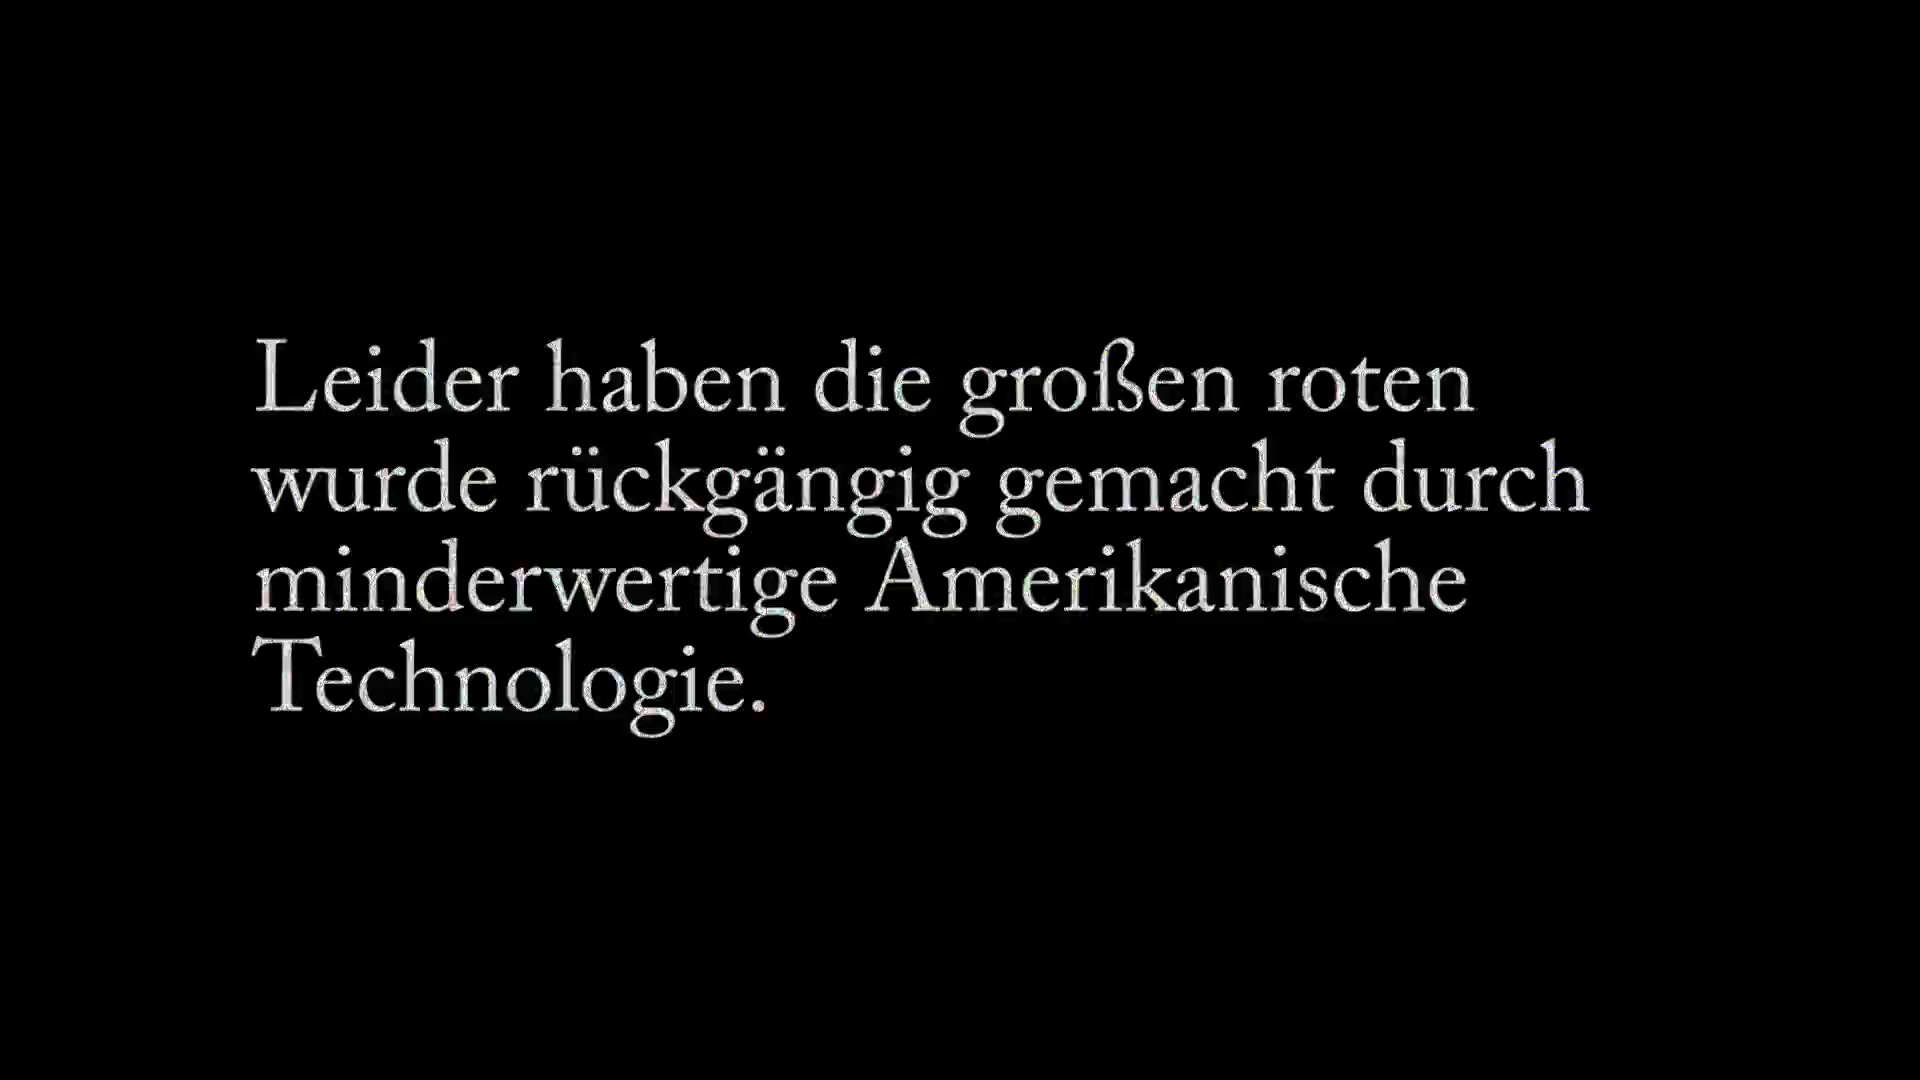 Leider haben die großen roten
wurde rückgängig gemacht durch
minderwertige Amerikanische
Technologie.